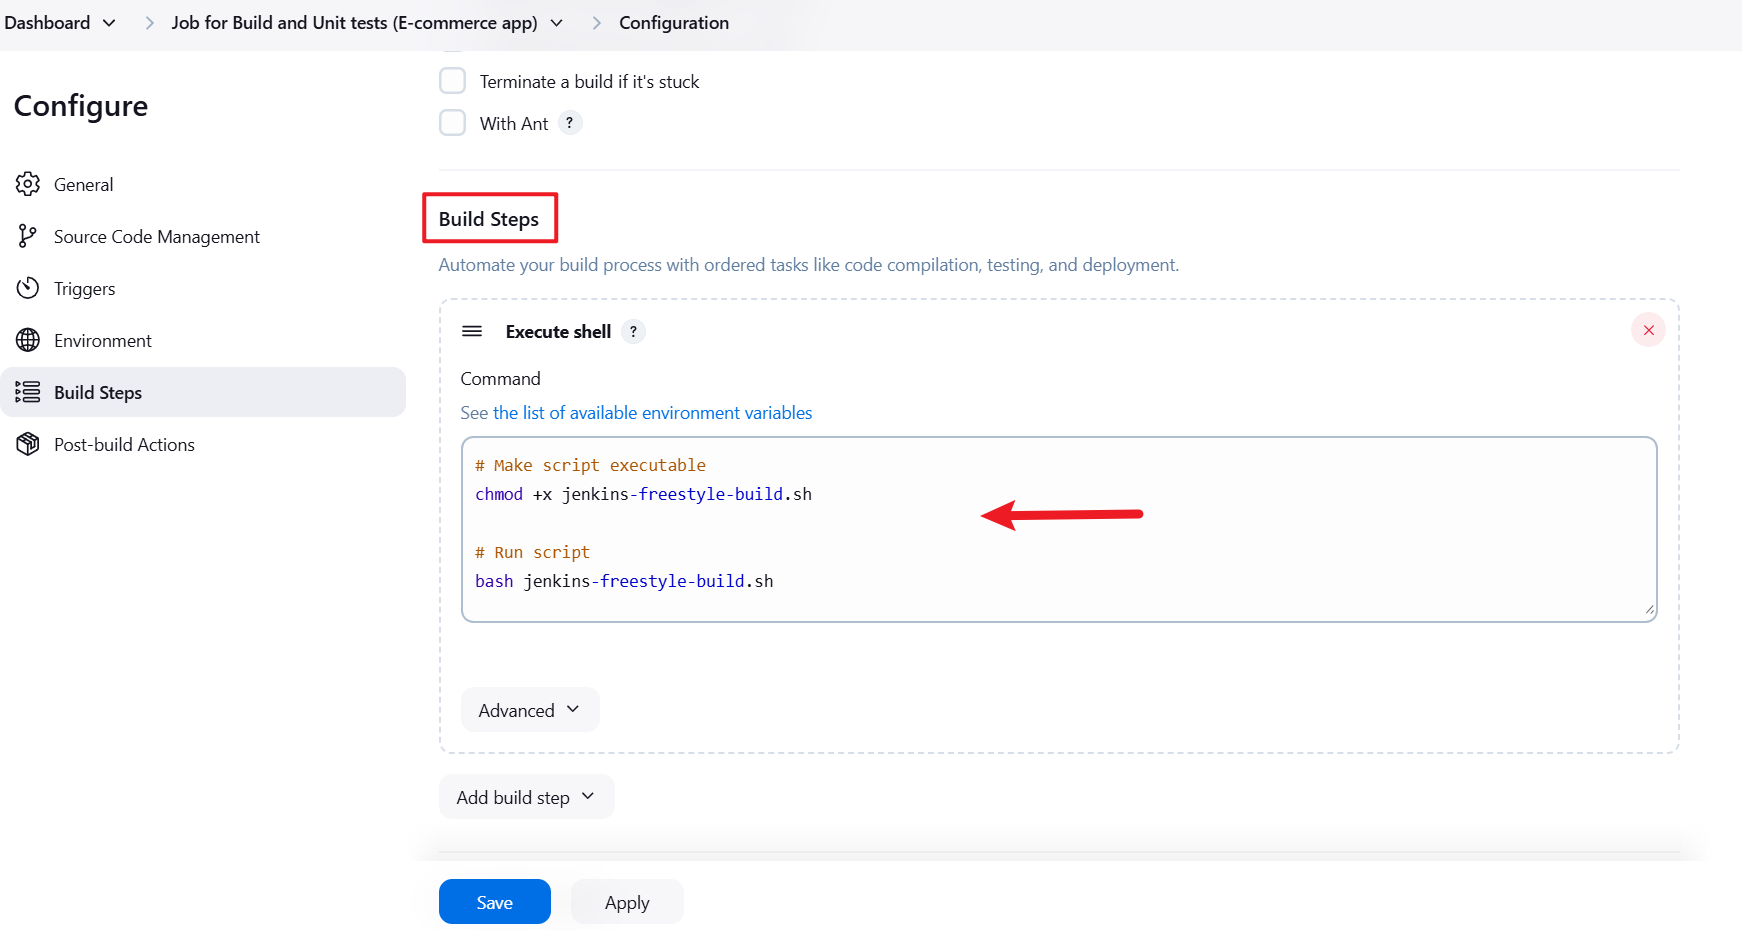 Dashboard
Job for Build and Unit tests (E-commerce app)
Configuration
Configure
General
Source Code Management
Triggers
Environment
Build Steps
Post-build Actions
Terminate a build if it's stuck
With Ant ?
Build Steps
Automate your build process with ordered tasks like code compilation, testing, and deployment.
Execute shell ?
Command
See the list of available environment variables
# Make script executable
chmod +x jenkins-freestyle-build.sh
# Run script
bash jenkins-freestyle-build.sh
Advanced
Add build step
Save
Apply